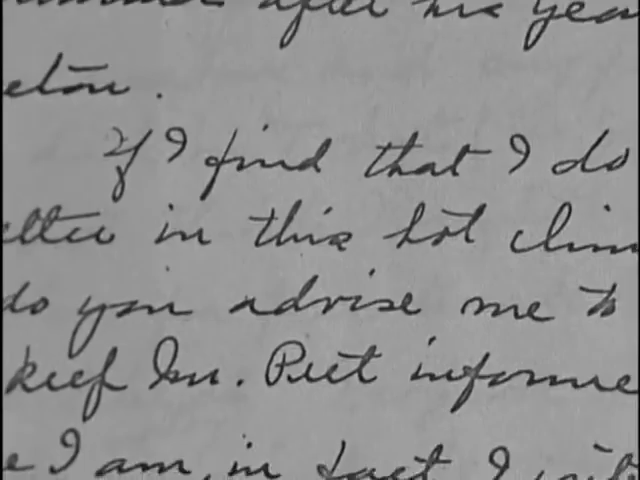 after his year
eton.
If I find that I do
etter in this hot clim
do you advise me to
keep Mr. Peet informe
e I am, in fact I